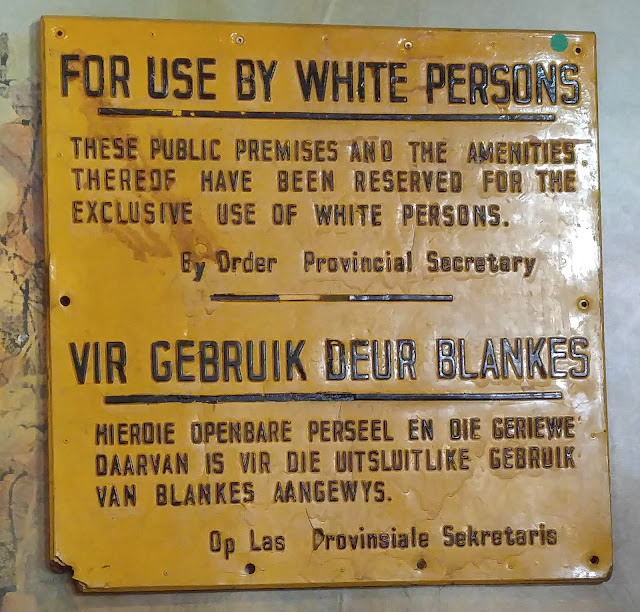 FOR USE BY WHITE PERSONS
THESE PUBLIC PREMISES AND THE AMENITIES
THEREOF HAVE BEEN RESERVED FOR THE
EXCLUSIVE USE OF WHITE PERSONS.
By Order Provincial Secretary
VIR GEBRUIK DEUR BLANKES
HIERDIE OPENBARE PERSEEL EN DIE GERIEWE
DAARVAN IS VIR DIE UITSLUITLIKE GEBRUIK
VAN BLANKES AANGEWYS.
Op Las Provinsiale Sekretaris